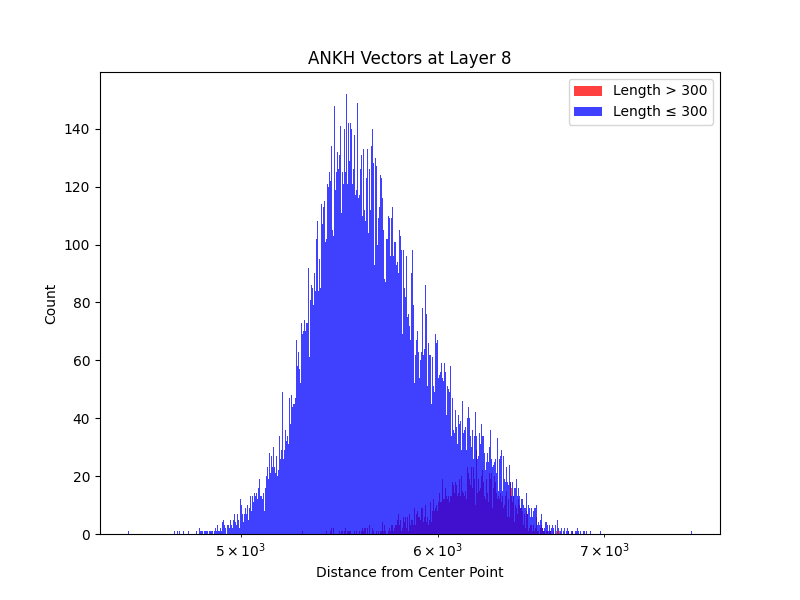 ANKH Vectors at Layer 8
Length > 300
Length ≤ 300
140
120
100
80
60
40
20
0
Count
5 × 10³
6 × 10³
7 × 10³
Distance from Center Point